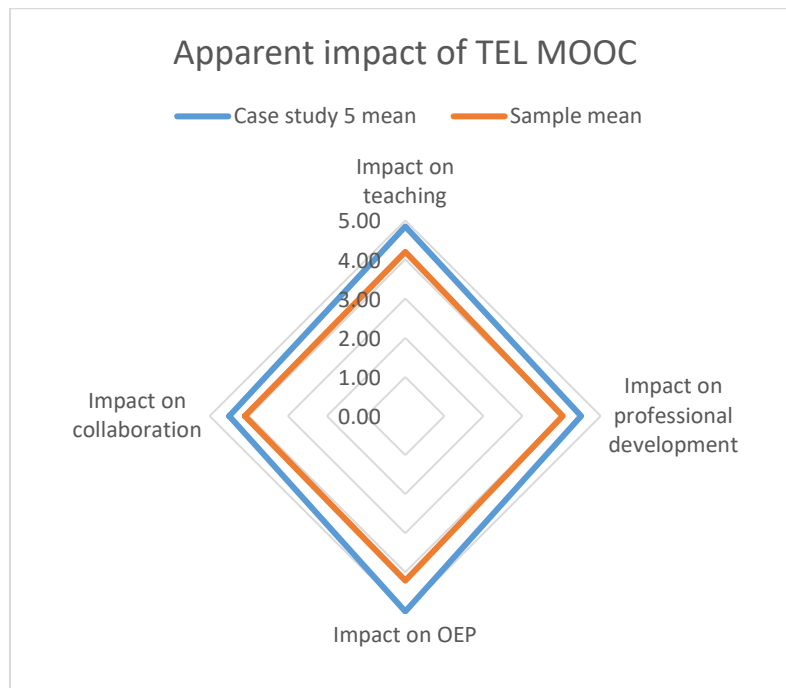 Apparent impact of TEL MOOC
Case study 5 mean
Sample mean
Impact on
teaching
5.00
4.00
3.00
2.00
1.00
0.00
Impact on
professional
development
Impact on
collaboration
Impact on OEP